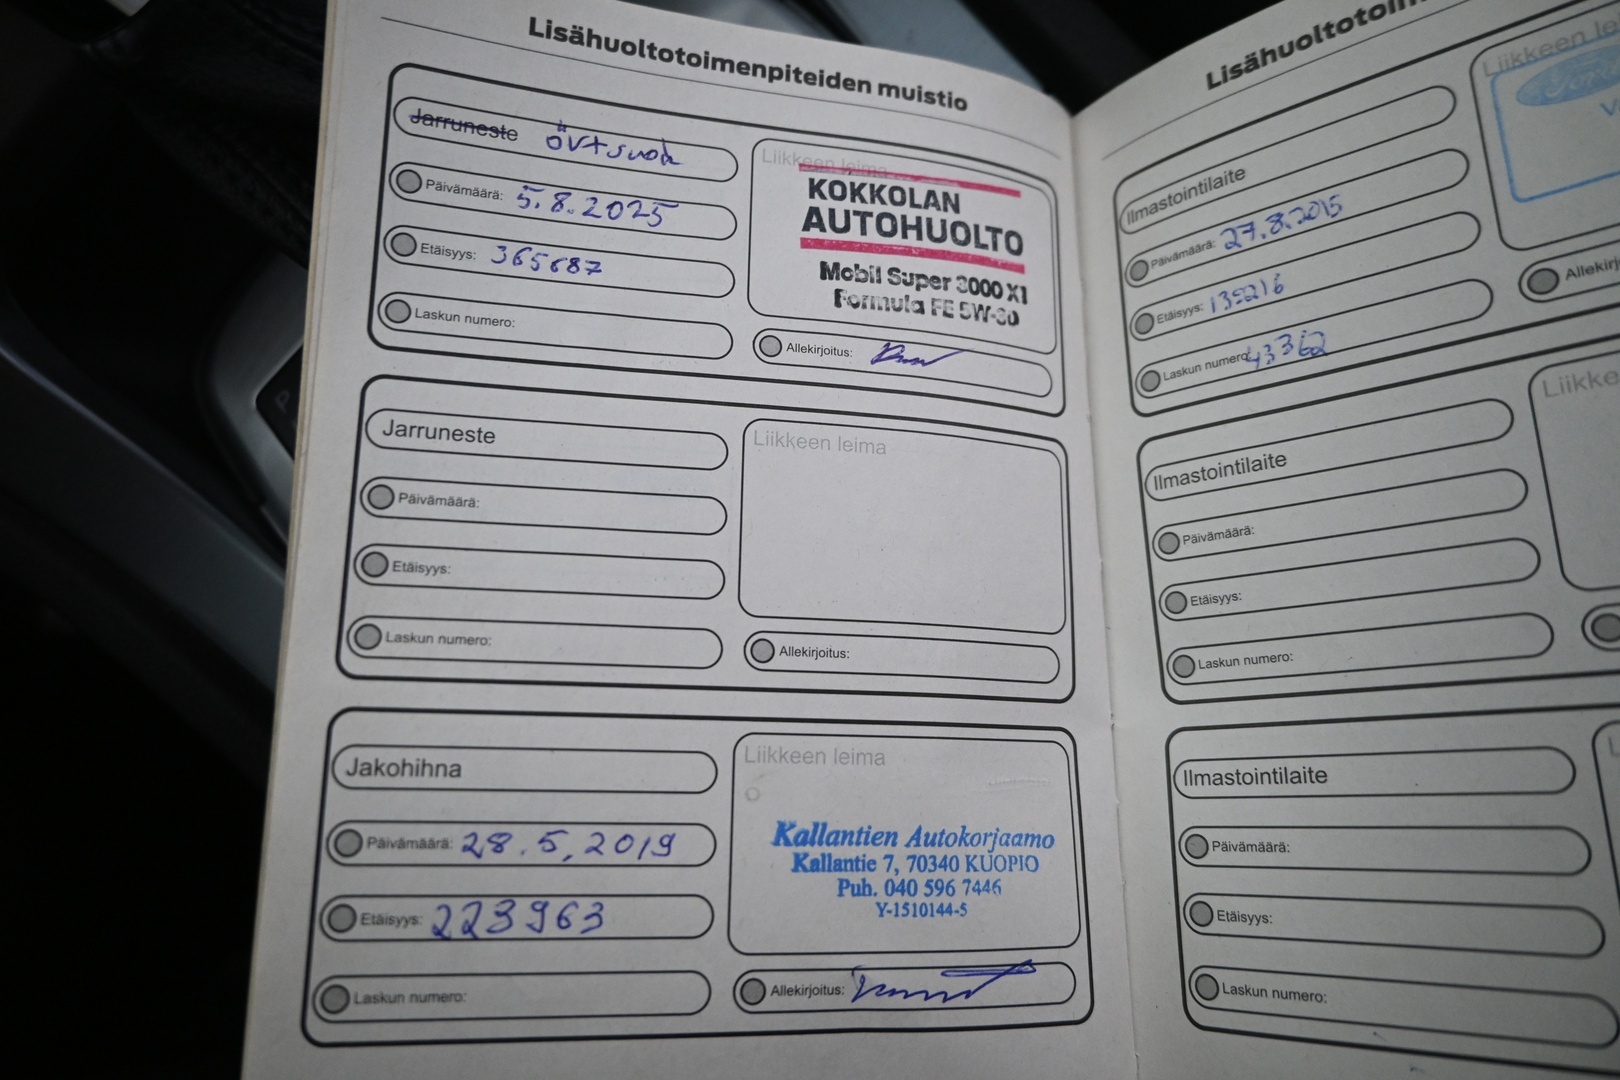 Lisähuoltotoimenpiteiden muistio
Jarruneste
Päivämäärä: 5.8.2025
Etäisyys: 365687
Laskun numero:
Liikkeen leima
KOKKOLAN
AUTOHUOLTO
Mobil Super 3000 X1
Formula FE 5W-30
Allekirjoitus:
Jarruneste
Päivämäärä:
Etäisyys:
Laskun numero:
Liikkeen leima
Allekirjoitus:
Jakohihna
Päivämäärä: 28.5.2019
Etäisyys: 223963
Laskun numero:
Liikkeen leima
Kallantien Autokorjaamo
Kallantie 7, 70340 KUOPIO
Puh. 040 596 7446
Y-1510144-5
Allekirjoitus:
Ilmastointilaite
Päivämäärä: 27.8.2015
Etäisyys:
Laskun numero: 43362
Liikkeen
Ford
Ilmastointilaite
Päivämäärä:
Etäisyys:
Laskun numero:
Ilmastointilaite
Päivämäärä:
Etäisyys:
Laskun numero: